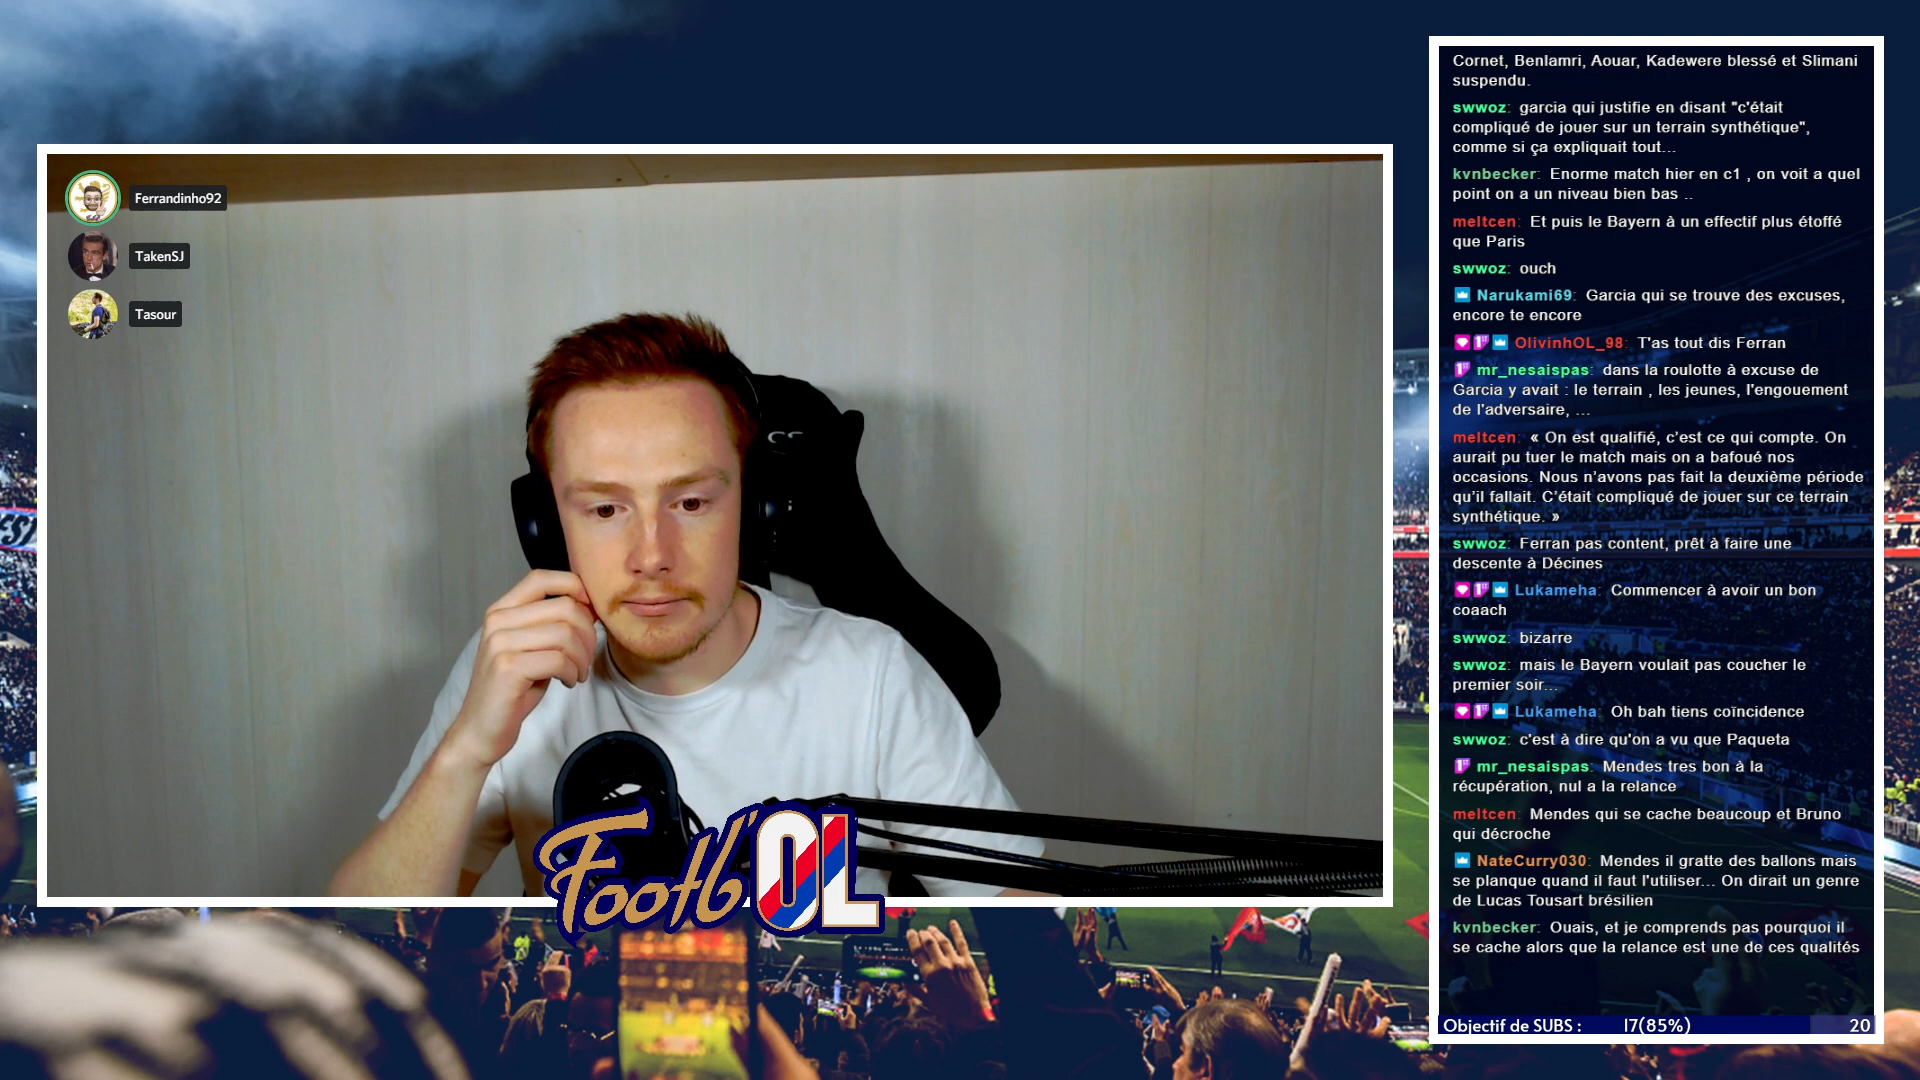 Ferrandinho92
TakenSJ
Tasour
Footb'OL
Cornet, Benlamri, Aouar, Kadewere blessé et Slimani
suspendu.
swwoz: garcia qui justifie en disant "c'était
compliqué de jouer sur un terrain synthétique",
comme si ça expliquait tout...
kvnbecker: Enorme match hier en c1 , on voit a quel
point on a un niveau bien bas ..
meltcen: Et puis le Bayern à un effectif plus étoffé
que Paris
swwoz: ouch
Narukami69: Garcia qui se trouve des excuses,
encore te encore
OlivinhOL_98: T'as tout dis Ferran
mr_nesaispas: dans la roulotte à excuse de
Garcia y avait : le terrain , les jeunes, l'engouement
de l'adversaire, ...
meltcen: « On est qualifié, c'est ce qui compte. On
aurait pu tuer le match mais on a bafoué nos
occasions. Nous n'avons pas fait la deuxième période
qu'il fallait. C'était compliqué de jouer sur ce terrain
synthétique. »
swwoz: Ferran pas content, prêt à faire une
descente à Décines
Lukameha: Commencer à avoir un bon
coaach
swwoz: bizarre
swwoz: mais le Bayern voulait pas coucher le
premier soir...
Lukameha: Oh bah tiens coïncidence
swwoz: c'est à dire qu'on a vu que Paqueta
mr_nesaispas: Mendes tres bon à la
récupération, nul a la relance
meltcen: Mendes qui se cache beaucoup et Bruno
qui décroche
NateCurry030: Mendes il gratte des ballons mais
se planque quand il faut l'utiliser... On dirait un genre
de Lucas Tousart brésilien
kvnbecker: Ouais, et je comprends pas pourquoi il
se cache alors que la relance est une de ces qualités
Objectif de SUBS : 17(85%) 20